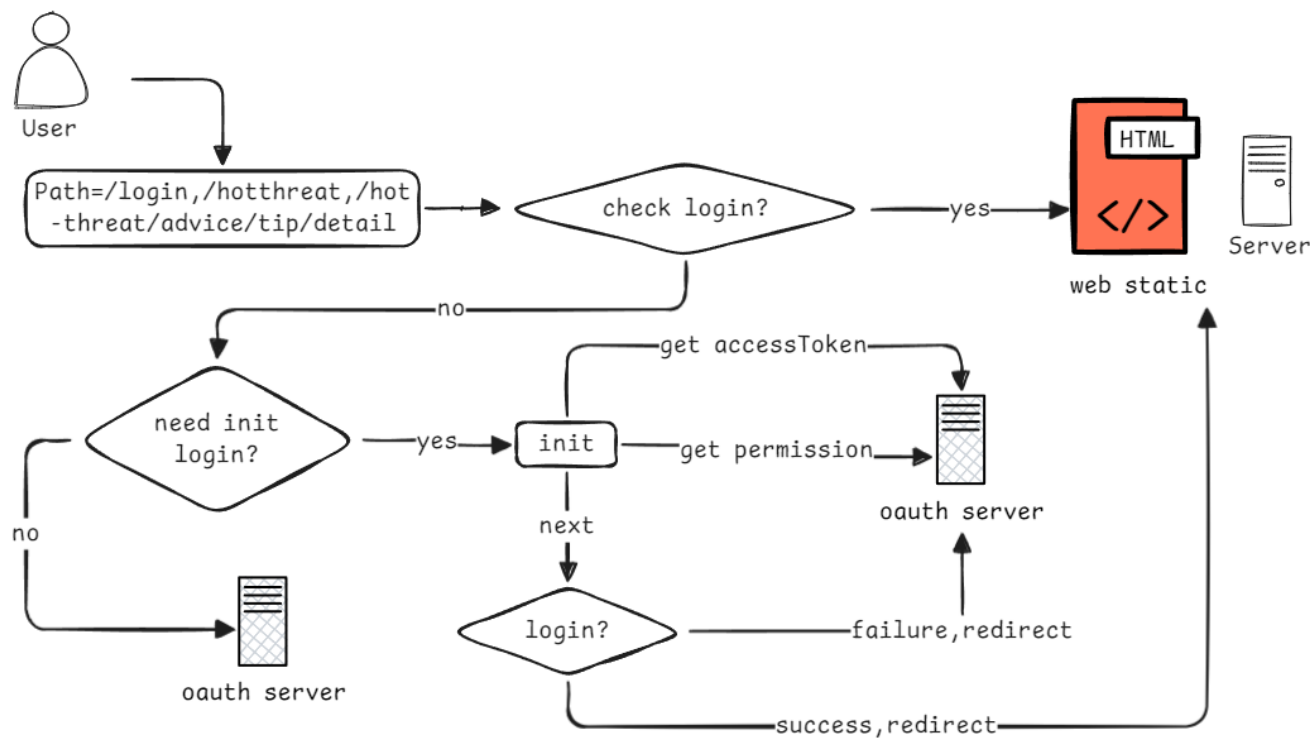 User
Path=/login,/hotthreat,/hot
-threat/advice/tip/detail
check login?
yes
HTML
</>
web static
Server
no
need init
login?
yes
init
get accessToken
get permission
oauth server
no
next
oauth server
login?
failure,redirect
success,redirect